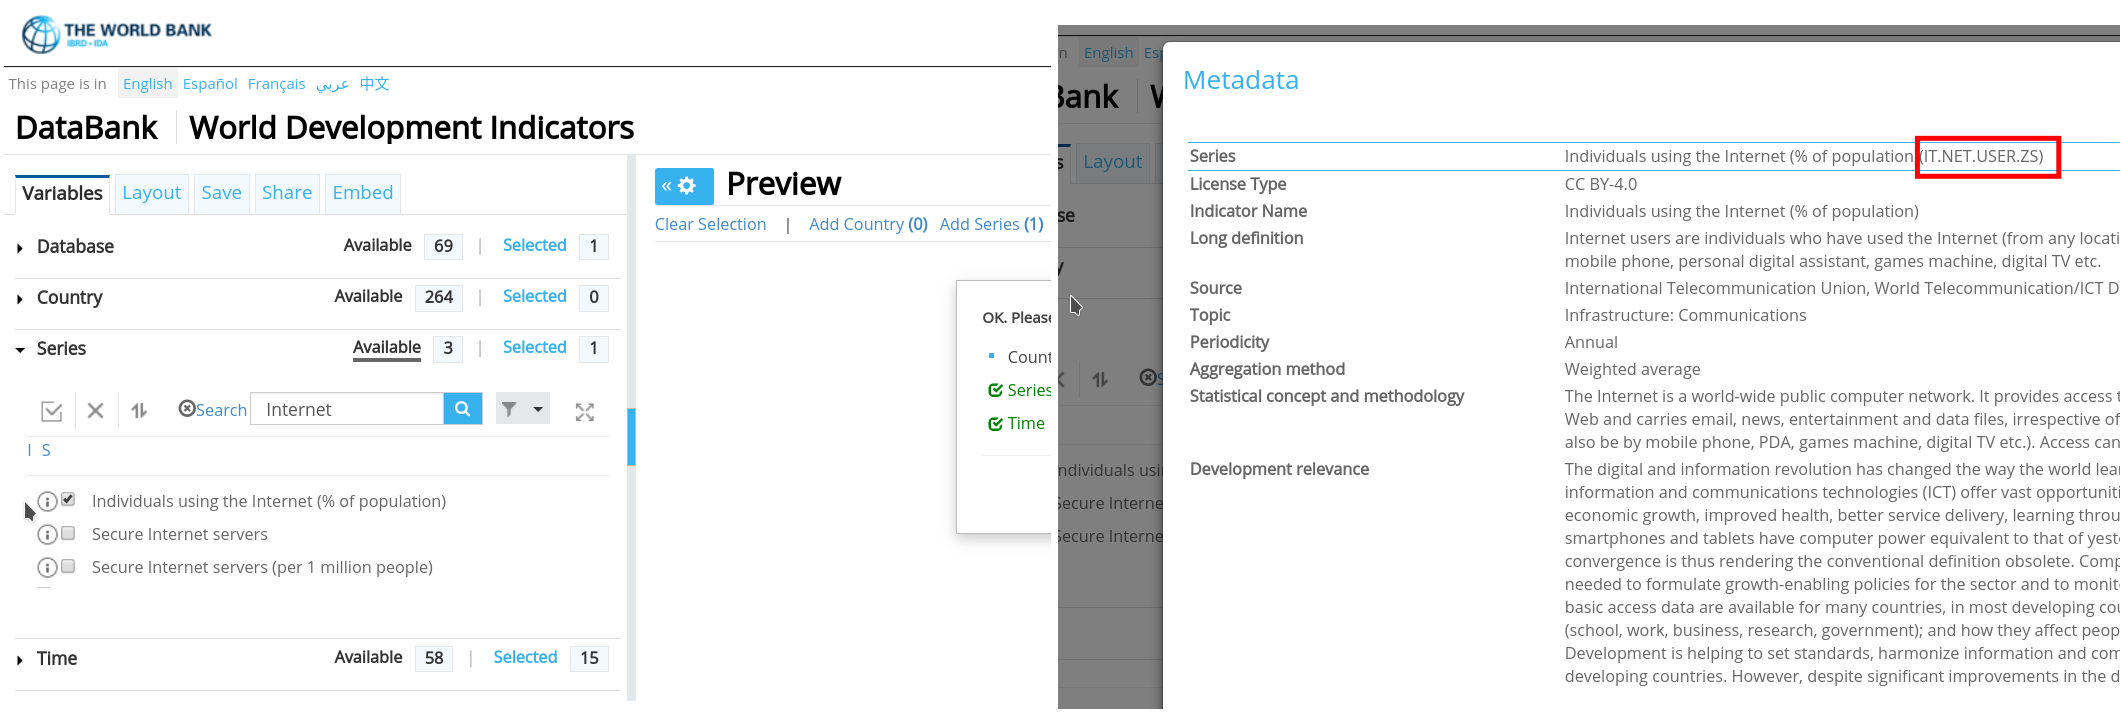 THE WORLD BANK
IBRD • IDA
This page is in English Español Français عربي 中文
DataBank World Development Indicators
Variables Layout Save Share Embed
Database Available 69 | Selected 1
Country Available 264 | Selected 0
Series Available 3 | Selected 1
Search Internet
I S
Individuals using the Internet (% of population)
Secure Internet servers
Secure Internet servers (per 1 million people)
Time Available 58 | Selected 15
« Preview
Clear Selection | Add Country (0) Add Series (1)
OK. Please
Count
Series
Time
n English Esp
Bank W
s Layout
se
y
ndividuals usi
Secure Interne
Secure Interne
Metadata
Series Individuals using the Internet (% of population) (IT.NET.USER.ZS)
License Type CC BY-4.0
Indicator Name Individuals using the Internet (% of population)
Long definition Internet users are individuals who have used the Internet (from any locati
mobile phone, personal digital assistant, games machine, digital TV etc.
Source International Telecommunication Union, World Telecommunication/ICT D
Topic Infrastructure: Communications
Periodicity Annual
Aggregation method Weighted average
Statistical concept and methodology The Internet is a world-wide public computer network. It provides access t
Web and carries email, news, entertainment and data files, irrespective of
also be by mobile phone, PDA, games machine, digital TV etc.). Access can
Development relevance The digital and information revolution has changed the way the world lear
information and communications technologies (ICT) offer vast opportuniti
economic growth, improved health, better service delivery, learning throu
smartphones and tablets have computer power equivalent to that of yest
convergence is thus rendering the conventional definition obsolete. Comp
needed to formulate growth-enabling policies for the sector and to monit
basic access data are available for many countries, in most developing cou
(school, work, business, research, government); and how they affect peop
Development is helping to set standards, harmonize information and com
developing countries. However, despite significant improvements in the d